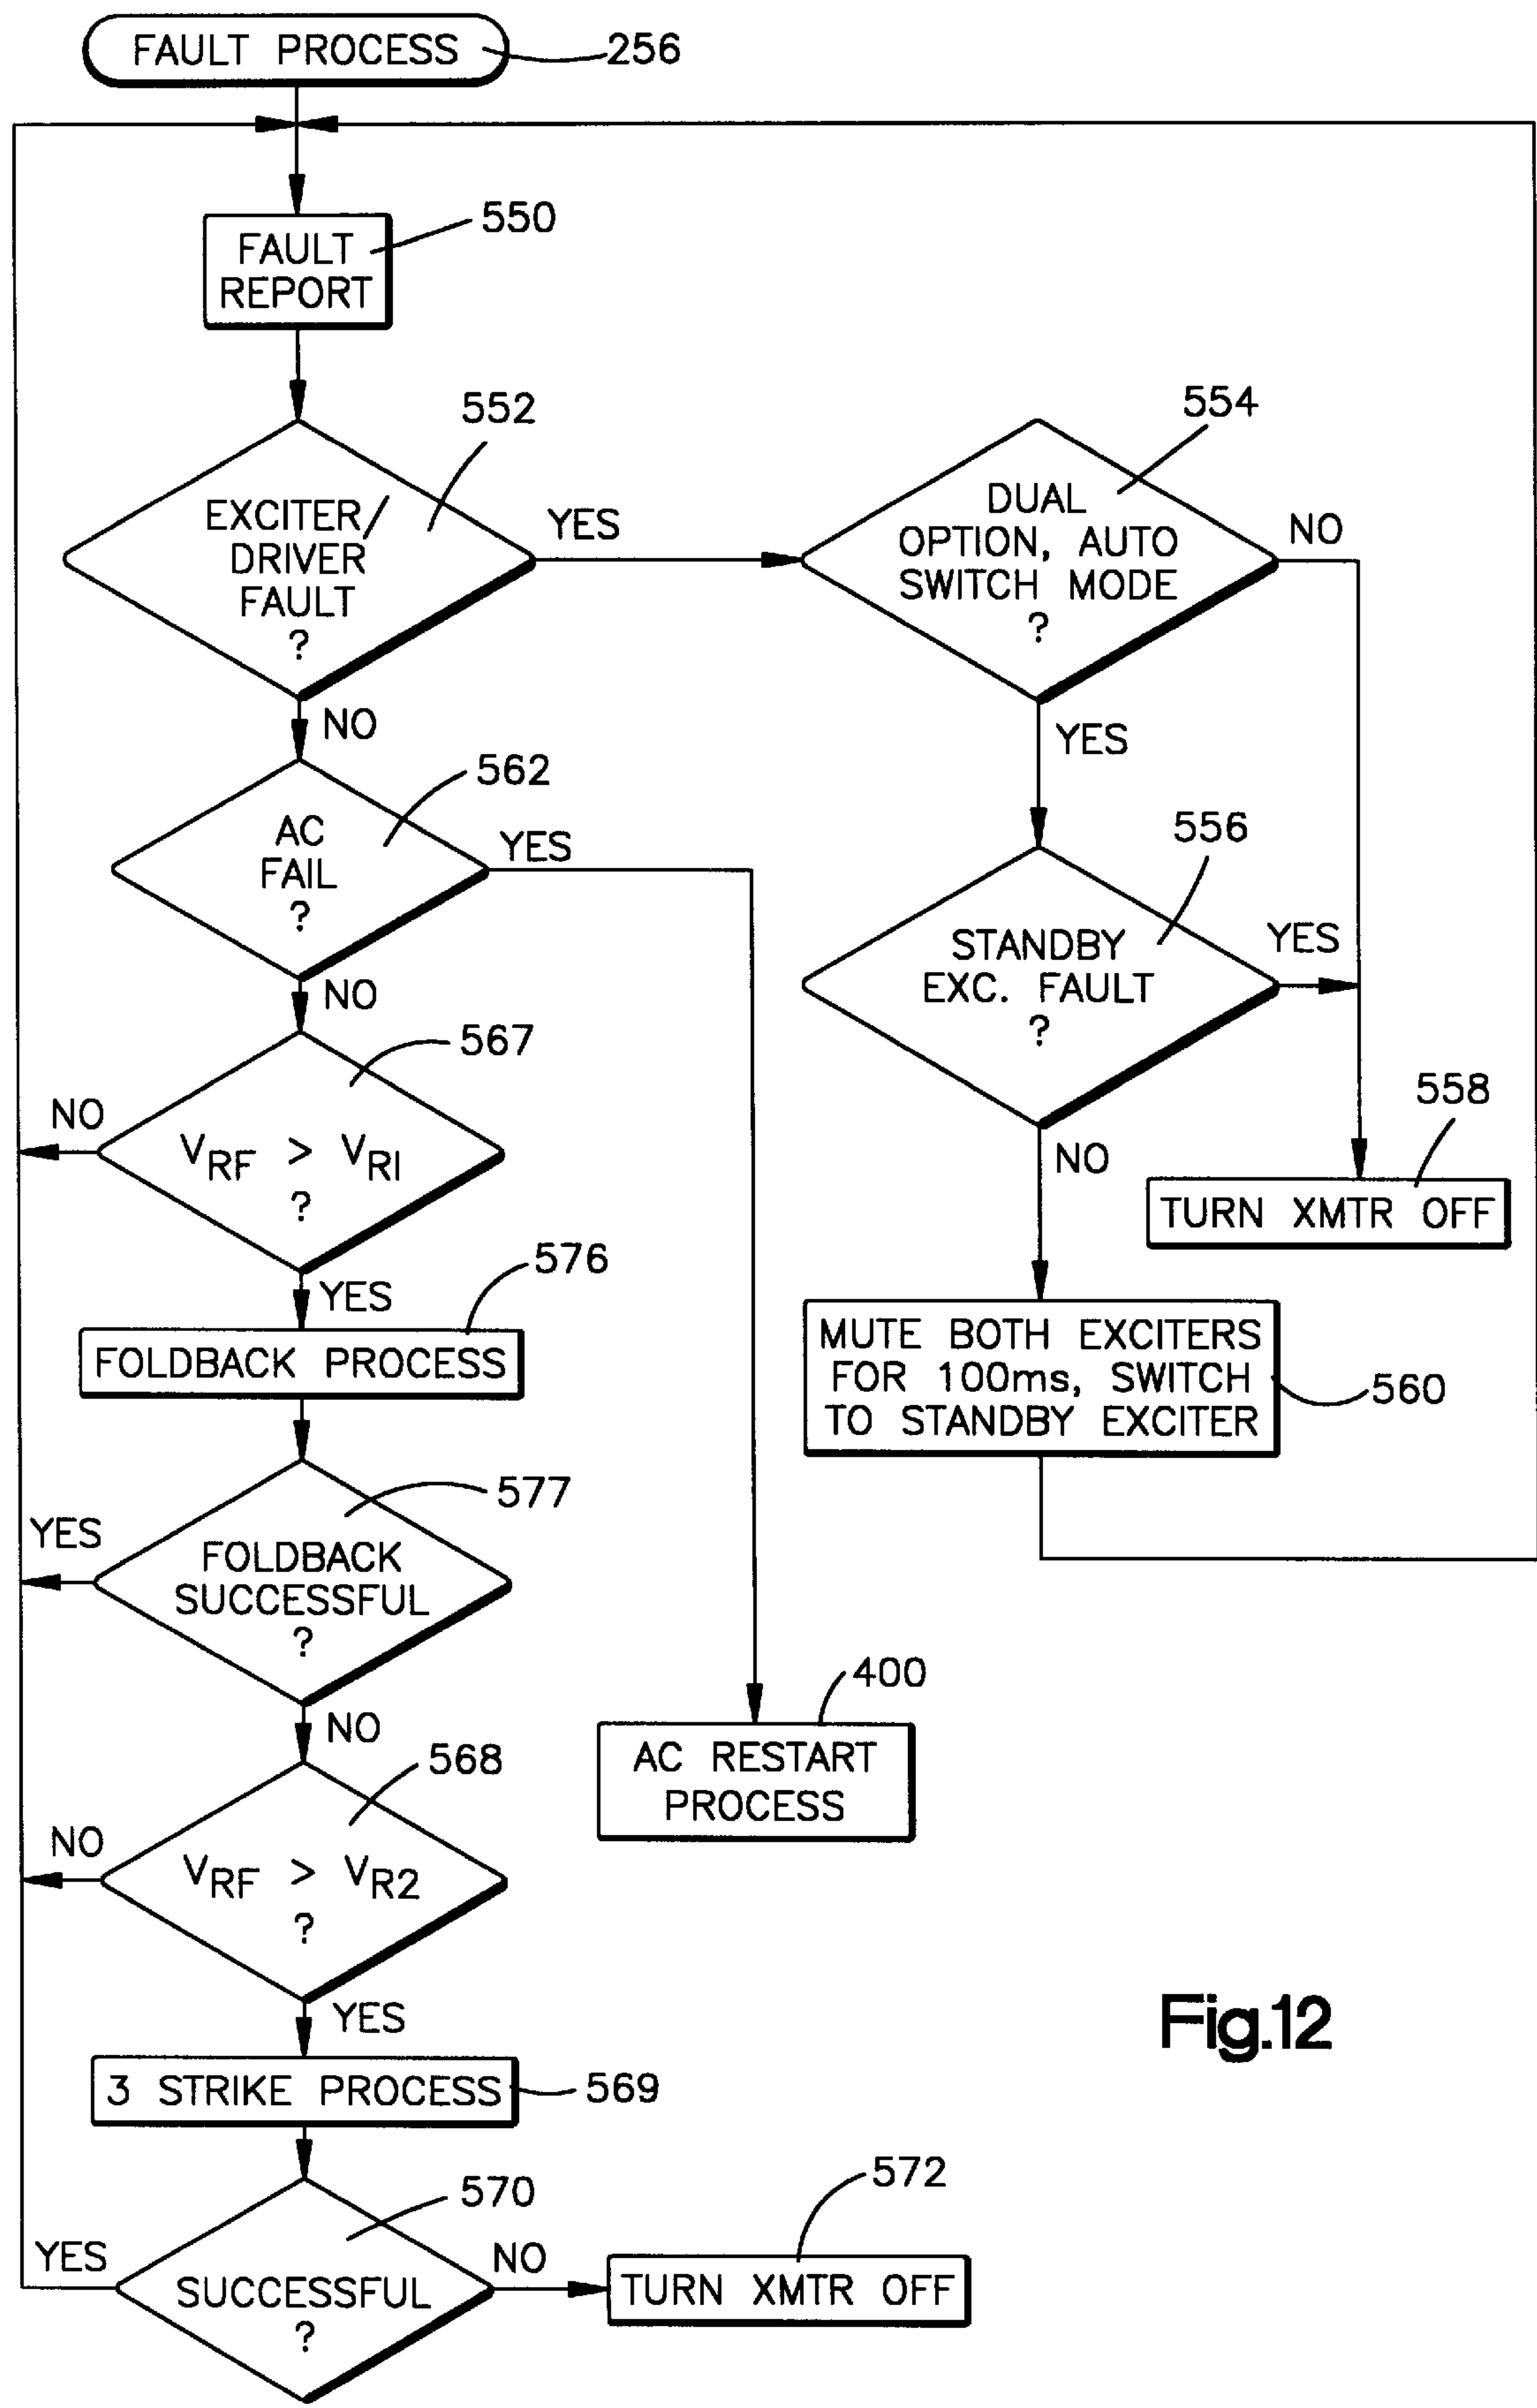 FAULT PROCESS
256
550
FAULT
REPORT
552
EXCITER/
DRIVER
FAULT
?
YES
NO
554
DUAL
OPTION, AUTO
SWITCH MODE
?
NO
YES
562
AC
FAIL
?
YES
NO
556
STANDBY
EXC. FAULT
?
YES
NO
567
VRF > VR1
?
NO
YES
558
TURN XMTR OFF
576
FOLDBACK PROCESS
MUTE BOTH EXCITERS
FOR 100ms, SWITCH
TO STANDBY EXCITER
560
577
FOLDBACK
SUCCESSFUL
?
YES
NO
400
AC RESTART
PROCESS
568
VRF > VR2
?
NO
YES
3 STRIKE PROCESS
569
570
SUCCESSFUL
?
YES
NO
572
TURN XMTR OFF
Fig.12